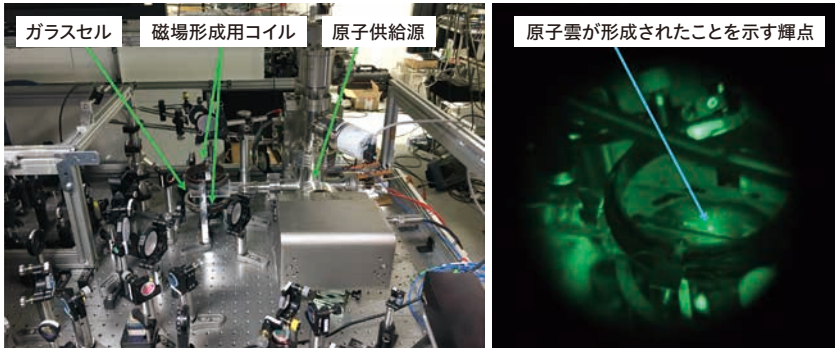 ガラスセル
磁場形成用コイル
原子供給源
原子雲が形成されたことを示す輝点